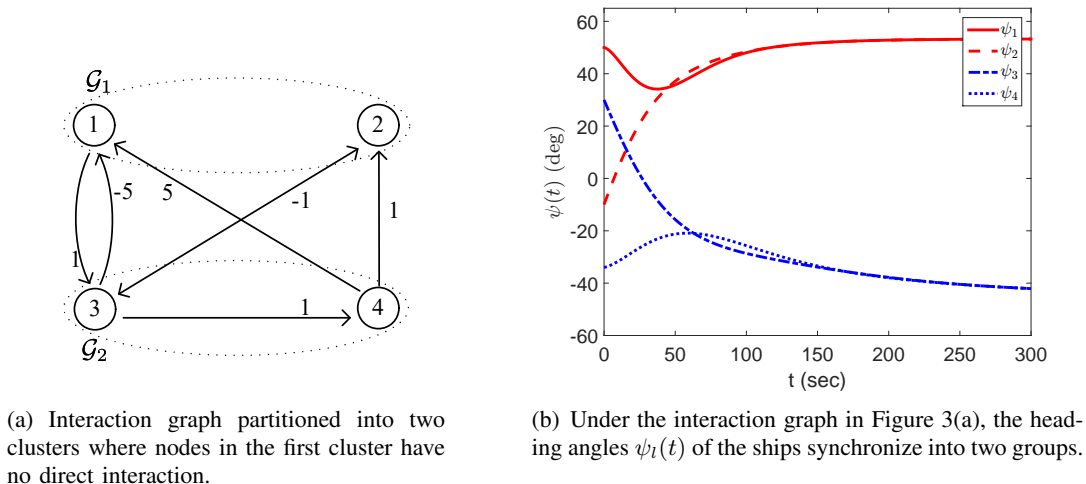 𝒢₁
1
2
-5
5
-1
1
1
3
1
4
𝒢₂
60
40
20
0
-20
-40
-60
ψ(t) (deg)
0
50
100
150
200
250
300
t (sec)
ψ₁
ψ₂
ψ₃
ψ₄
(a) Interaction graph partitioned into two
clusters where nodes in the first cluster have
no direct interaction.
(b) Under the interaction graph in Figure 3(a), the head-
ing angles ψₗ(t) of the ships synchronize into two groups.